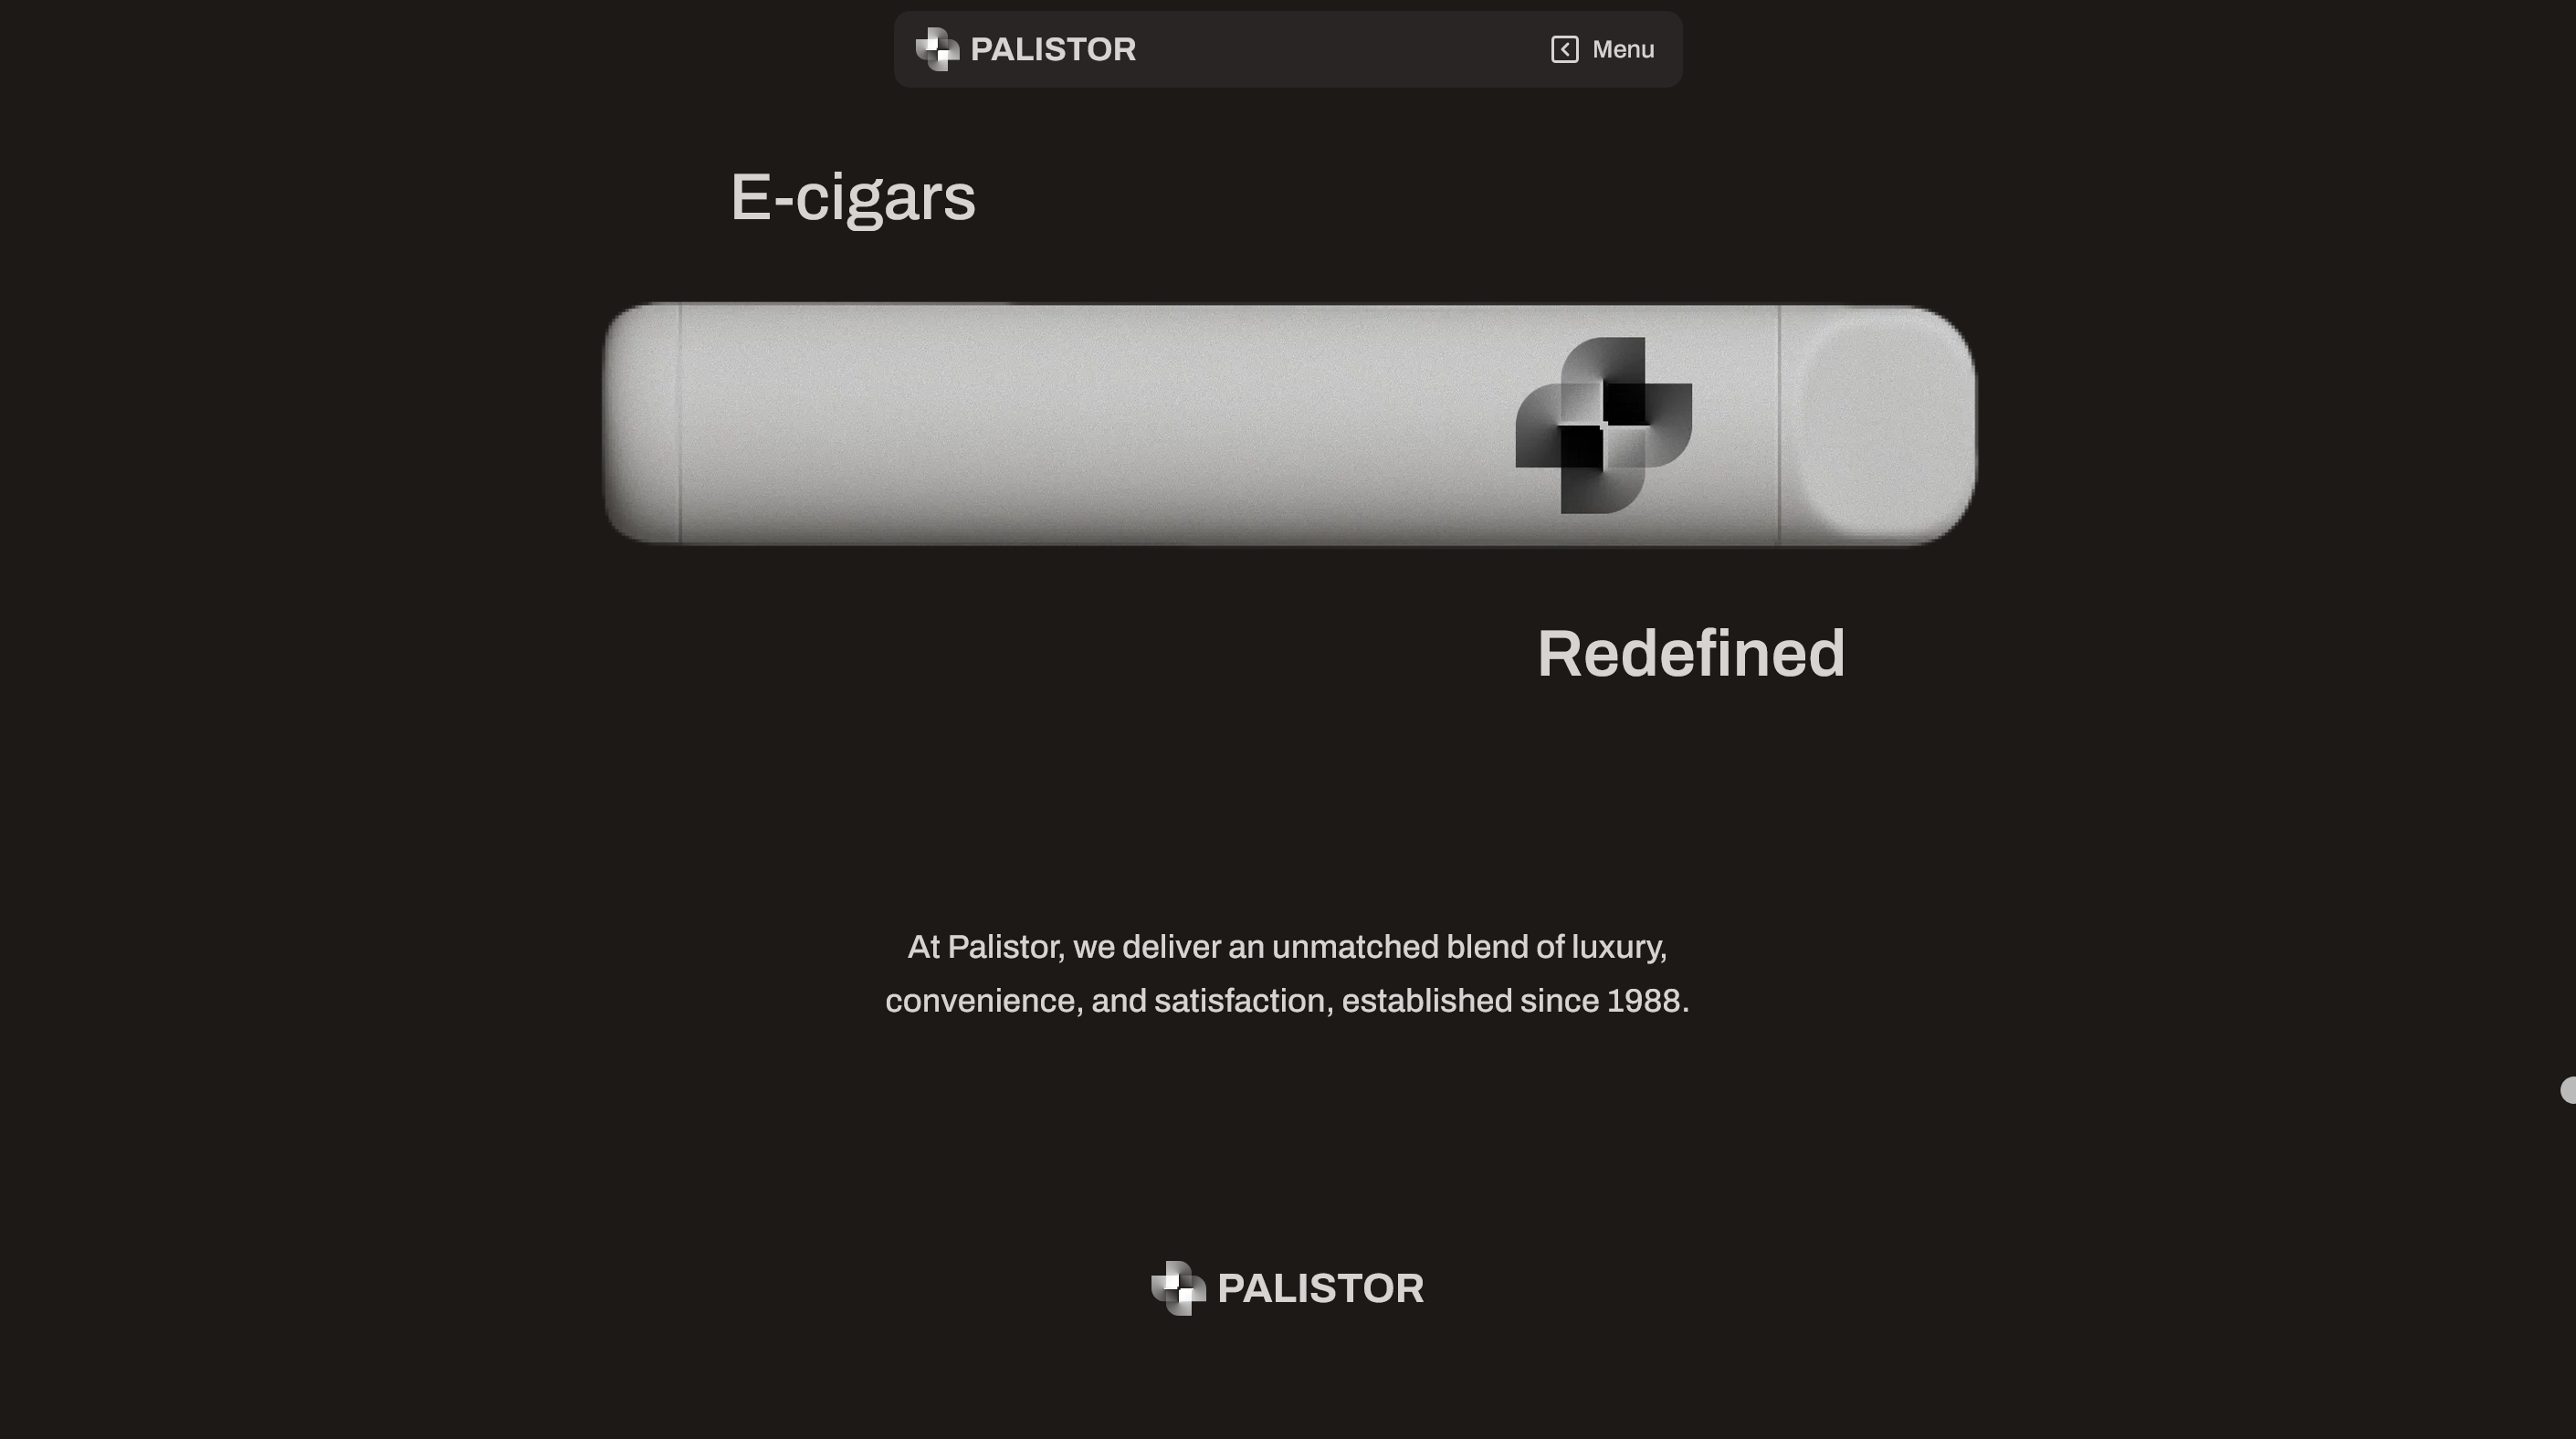 PALISTOR
Menu
E-cigars
Redefined
At Palistor, we deliver an unmatched blend of luxury,
convenience, and satisfaction, established since 1988.
PALISTOR